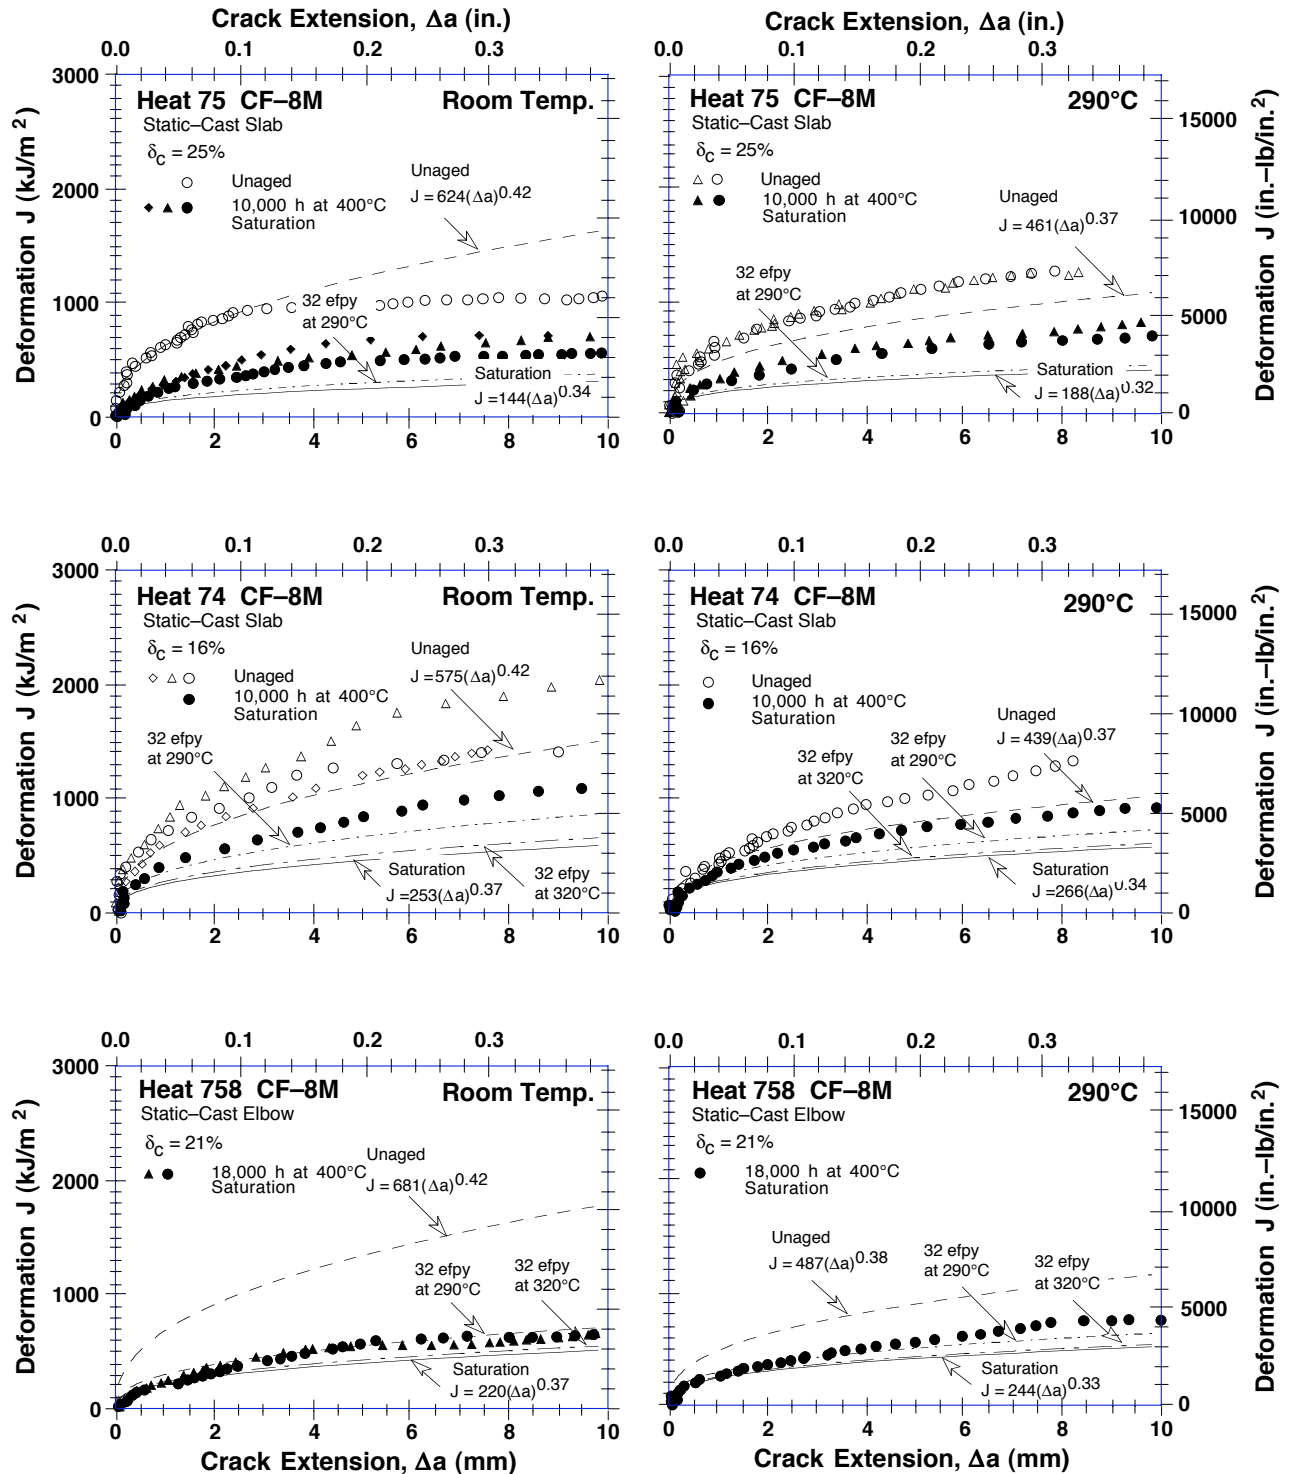 Crack Extension, Δa (in.)
0.0 0.1 0.2 0.3
3000
2000
1000
0
Deformation J (kJ/m 2 )
Heat 75 CF–8M Room Temp.
Static–Cast Slab
δC = 25%
Unaged
10,000 h at 400°C
Saturation
Unaged
J = 624(Δa)0.42
32 efpy
at 290°C
Saturation
J =144(Δa)0.34
0 2 4 6 8 10
Crack Extension, Δa (in.)
0.0 0.1 0.2 0.3
Heat 75 CF–8M 290°C
Static–Cast Slab
δC = 25%
Unaged
10,000 h at 400°C
Saturation
Unaged
J = 461(Δa)0.37
32 efpy
at 290°C
Saturation
J = 188(Δa)0.32
15000
10000
5000
0
Deformation J (in.–lb/in.2)
0 2 4 6 8 10
0.0 0.1 0.2 0.3
3000
2000
1000
0
Deformation J (kJ/m 2 )
Heat 74 CF–8M Room Temp.
Static–Cast Slab
δC = 16%
Unaged
10,000 h at 400°C
Saturation
Unaged
J =575(Δa)0.42
32 efpy
at 290°C
Saturation
J =253(Δa)0.37
32 efpy
at 320°C
0 2 4 6 8 10
0.0 0.1 0.2 0.3
Heat 74 CF–8M 290°C
Static–Cast Slab
δC = 16%
Unaged
10,000 h at 400°C
Saturation
Unaged
J = 439(Δa)0.37
32 efpy
at 290°C
32 efpy
at 320°C
Saturation
J =266(Δa)0.34
15000
10000
5000
0
Deformation J (in.–lb/in.2)
0 2 4 6 8 10
0.0 0.1 0.2 0.3
3000
2000
1000
0
Deformation J (kJ/m 2 )
Heat 758 CF–8M Room Temp.
Static–Cast Elbow
δC = 21%
18,000 h at 400°C
Saturation
Unaged
J = 681(Δa)0.42
32 efpy
at 290°C
32 efpy
at 320°C
Saturation
J = 220(Δa)0.37
0 2 4 6 8 10
Crack Extension, Δa (mm)
0.0 0.1 0.2 0.3
Heat 758 CF–8M 290°C
Static–Cast Elbow
δC = 21%
18,000 h at 400°C
Saturation
Unaged
J = 487(Δa)0.38
32 efpy
at 290°C
32 efpy
at 320°C
Saturation
J = 244(Δa)0.33
15000
10000
5000
0
Deformation J (in.–lb/in.2)
0 2 4 6 8 10
Crack Extension, Δa (mm)